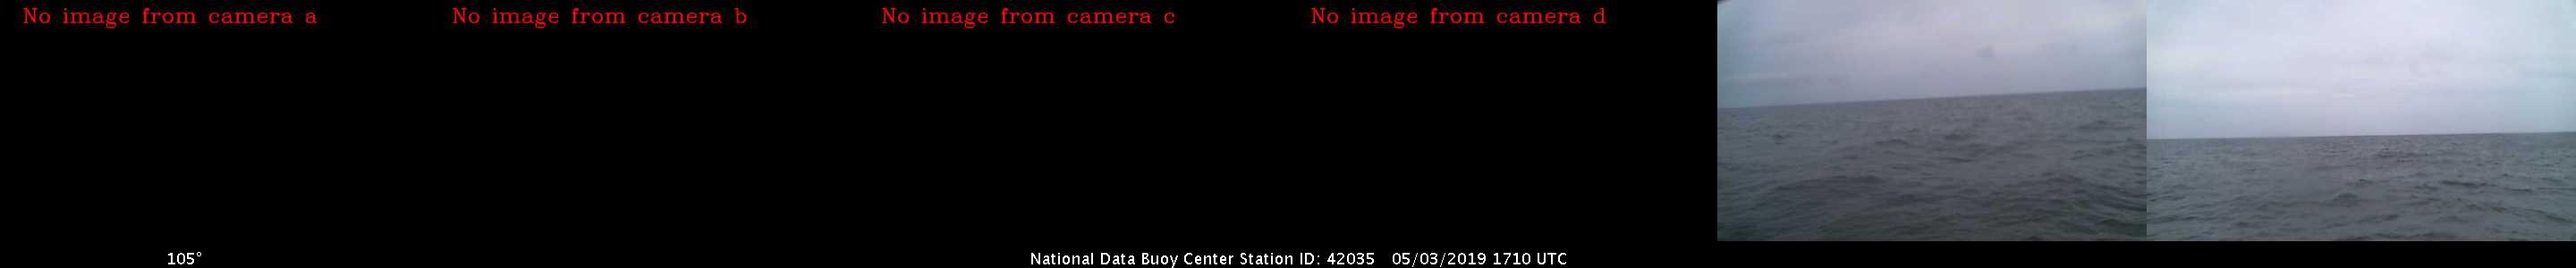 No image from camera a
No image from camera b
No image from camera c
No image from camera d
105°
National Data Buoy Center Station ID: 42035 05/03/2019 1710 UTC